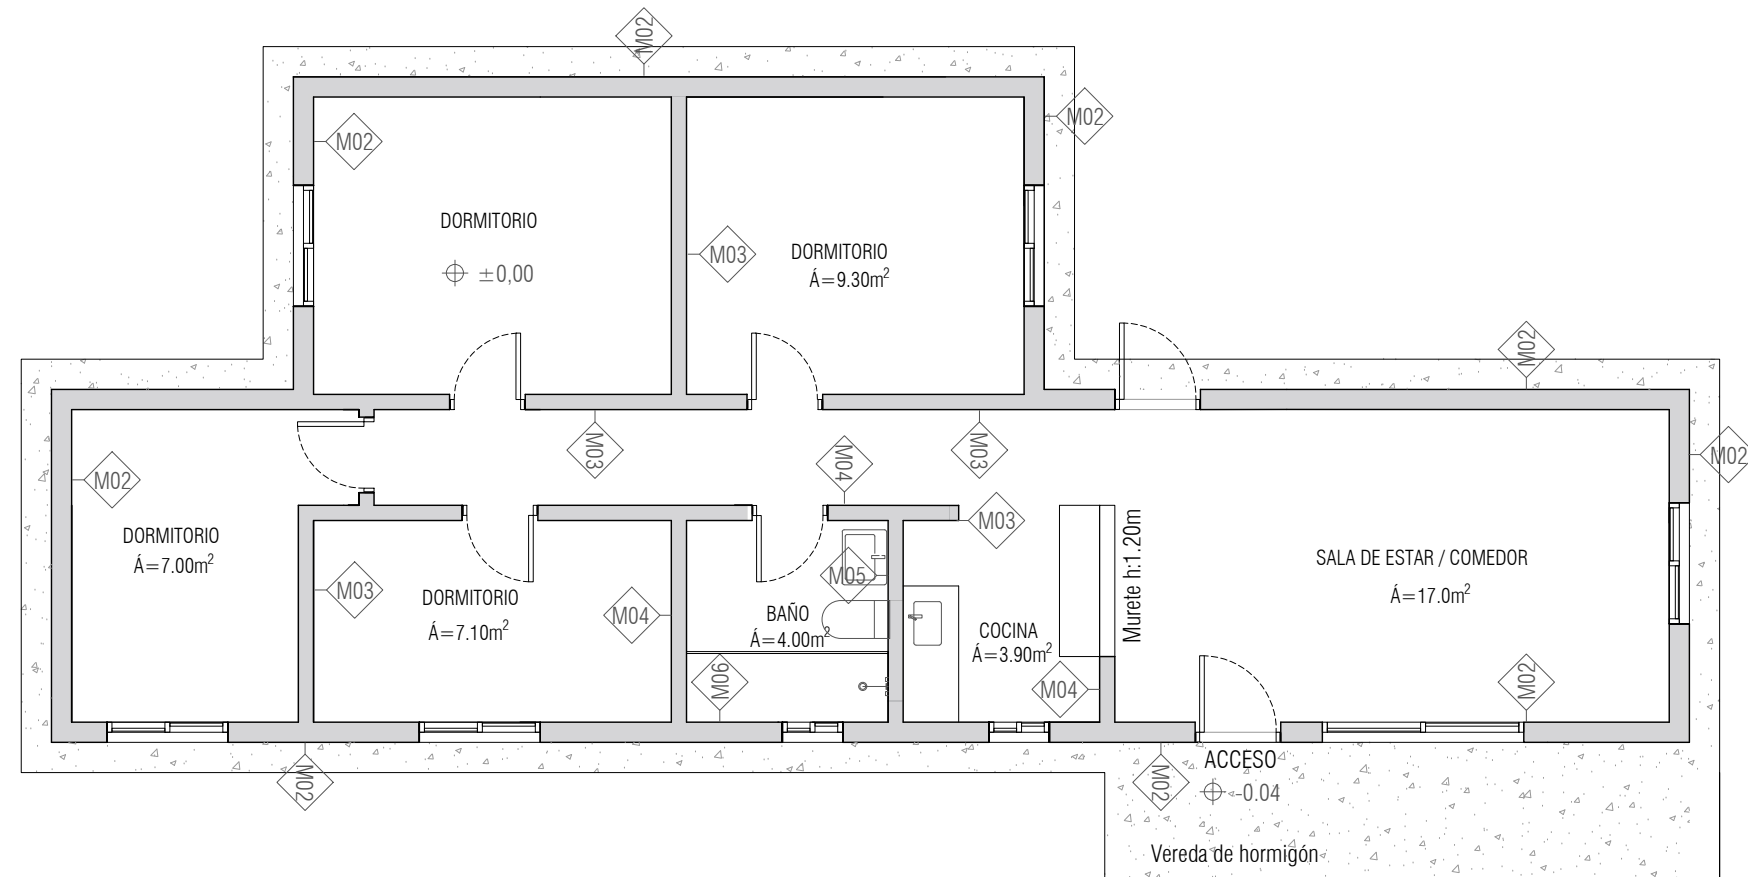 M02
M02
M02
DORMITORIO
±0,00
M03
DORMITORIO
Á=9.30m²
M02
M03
M04
M03
M02
M02
DORMITORIO
Á=7.00m²
M03
DORMITORIO
Á=7.10m²
M04
M05
BAÑO
Á=4.00m²
M06
M03
COCINA
Á=3.90m²
M04
Murete h:1.20m
SALA DE ESTAR / COMEDOR
Á=17.0m²
M02
M02
M02
ACCESO
-0.04
Vereda de hormigón